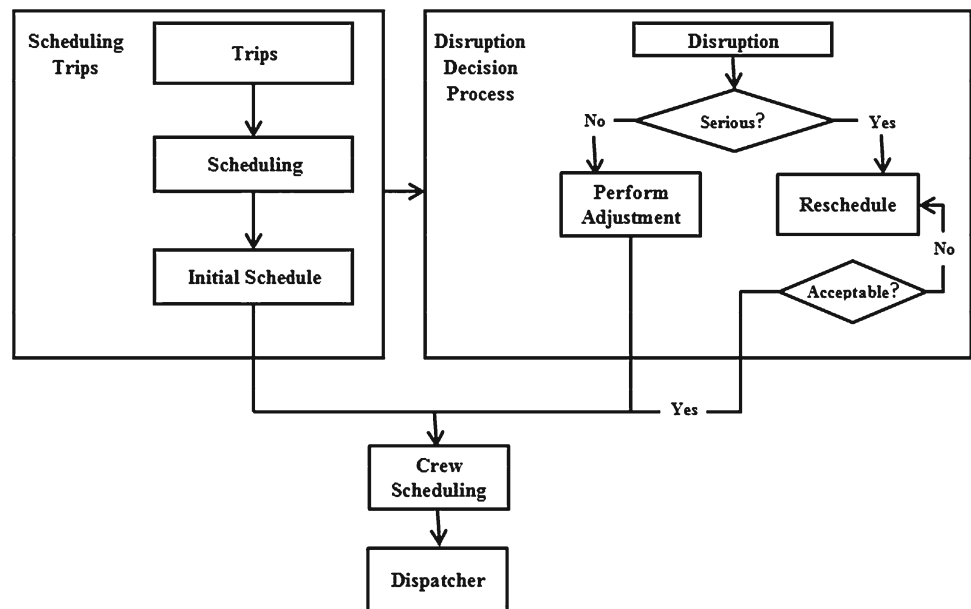 Scheduling
Trips
Trips
Scheduling
Initial Schedule
Disruption
Decision
Process
Disruption
Serious?
No
Yes
Perform
Adjustment
Reschedule
No
Acceptable?
Yes
Crew
Scheduling
Dispatcher